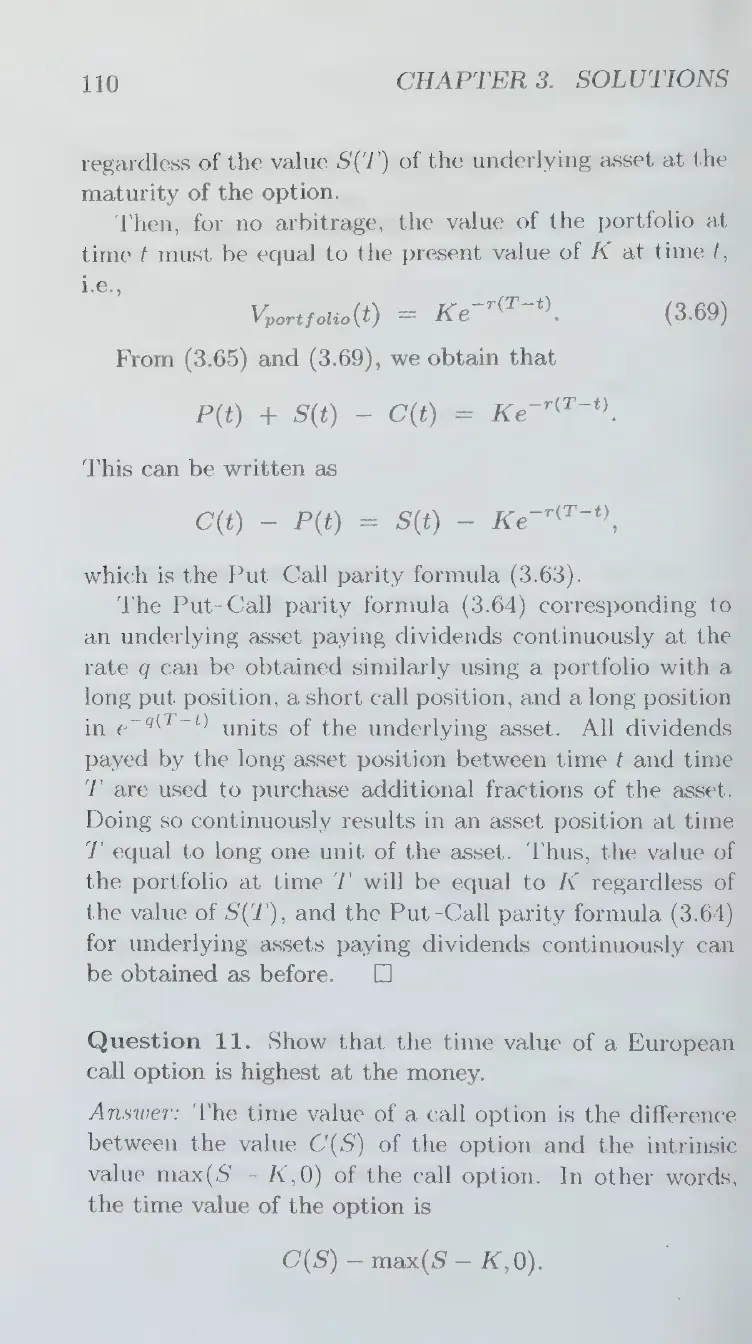 110 CHAPTER 3. SOLUTIONS
regardless of the value S(T) of the underlying asset at the
maturity of the option.
Then, for no arbitrage, the value of the portfolio at
time t must be equal to the present value of K at time t,
i.e.,
V_{portfolio}(t) = Ke^{-r(T-t)}. (3.69)
From (3.65) and (3.69), we obtain that
P(t) + S(t) - C(t) = Ke^{-r(T-t)}.
This can be written as
C(t) - P(t) = S(t) - Ke^{-r(T-t)},
which is the Put Call parity formula (3.63).
The Put-Call parity formula (3.64) corresponding to
an underlying asset paying dividends continuously at the
rate q can be obtained similarly using a portfolio with a
long put position, a short call position, and a long position
in e^{-q(T-t)} units of the underlying asset. All dividends
payed by the long asset position between time t and time
T are used to purchase additional fractions of the asset.
Doing so continuously results in an asset position at time
T equal to long one unit of the asset. Thus, the value of
the portfolio at time T will be equal to K regardless of
the value of S(T), and the Put-Call parity formula (3.64)
for underlying assets paying dividends continuously can
be obtained as before. □
Question 11. Show that the time value of a European
call option is highest at the money.
Answer: The time value of a call option is the difference
between the value C(S) of the option and the intrinsic
value max(S - K,0) of the call option. In other words,
the time value of the option is
C(S) - max(S - K,0).